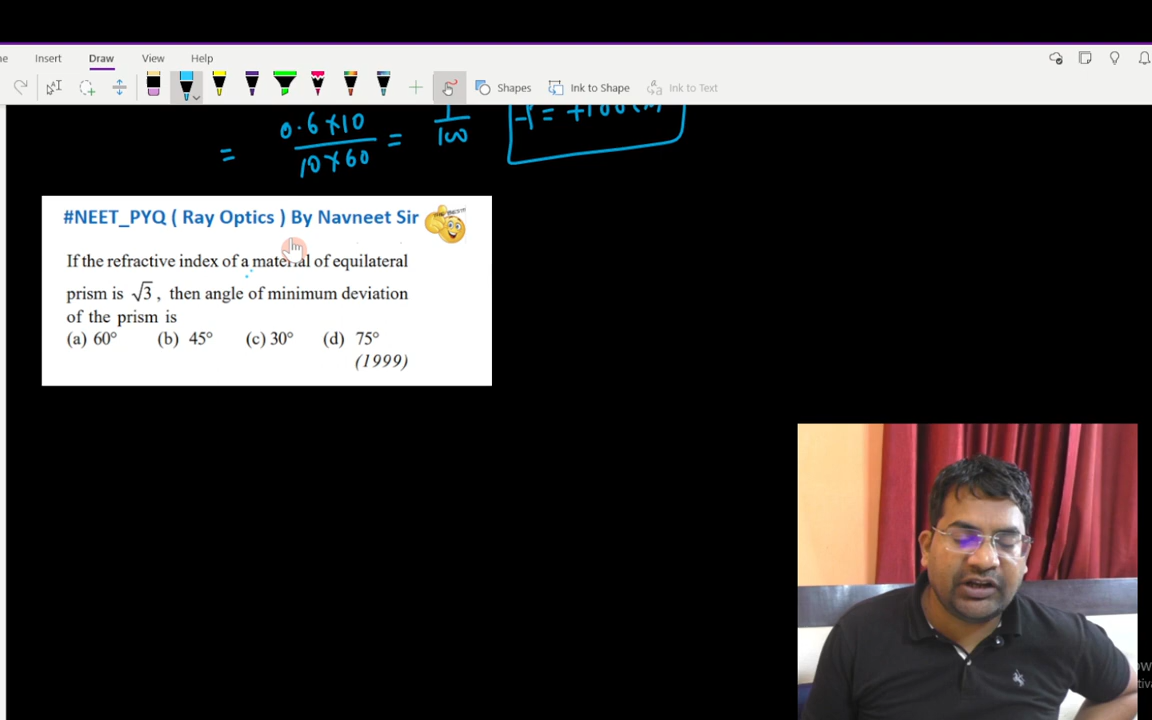 Insert Draw View Help
Shapes Ink to Shape Ink to Text
= 0.6×10 / 10×60 = 1 / 100
#NEET_PYQ ( Ray Optics ) By Navneet Sir
If the refractive index of a material of equilateral
prism is √3 , then angle of minimum deviation
of the prism is
(a) 60° (b) 45° (c) 30° (d) 75°
(1999)